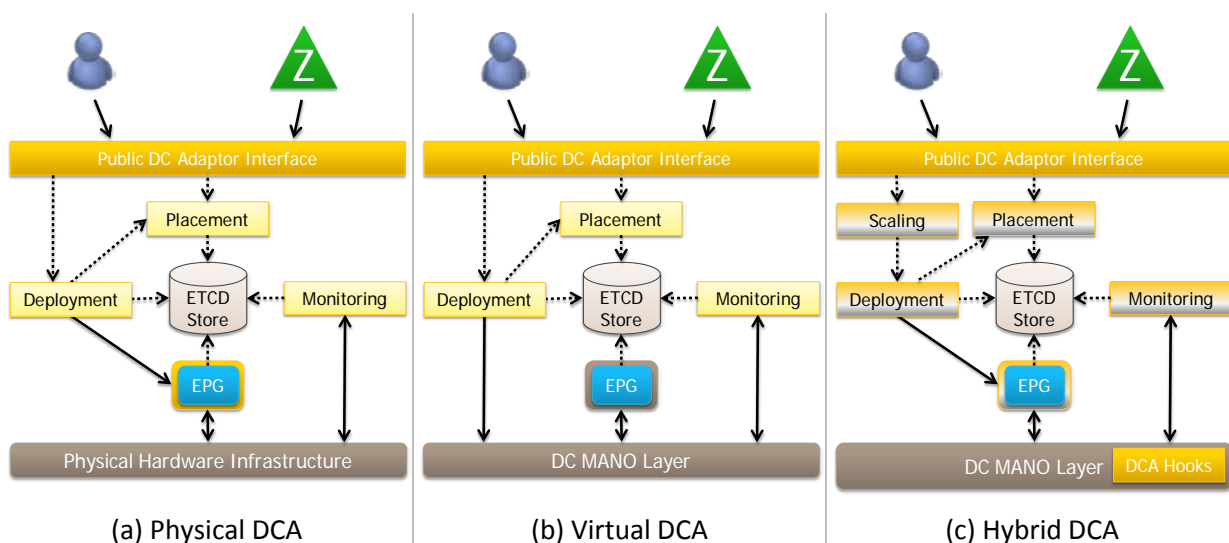 Z
Public DC Adaptor Interface
Placement
Deployment
ETCD
Store
Monitoring
EPG
Physical Hardware Infrastructure
(a) Physical DCA
Z
Public DC Adaptor Interface
Placement
Deployment
ETCD
Store
Monitoring
EPG
DC MANO Layer
(b) Virtual DCA
Z
Public DC Adaptor Interface
Scaling
Placement
Deployment
ETCD
Store
Monitoring
EPG
DC MANO Layer
DCA Hooks
(c) Hybrid DCA